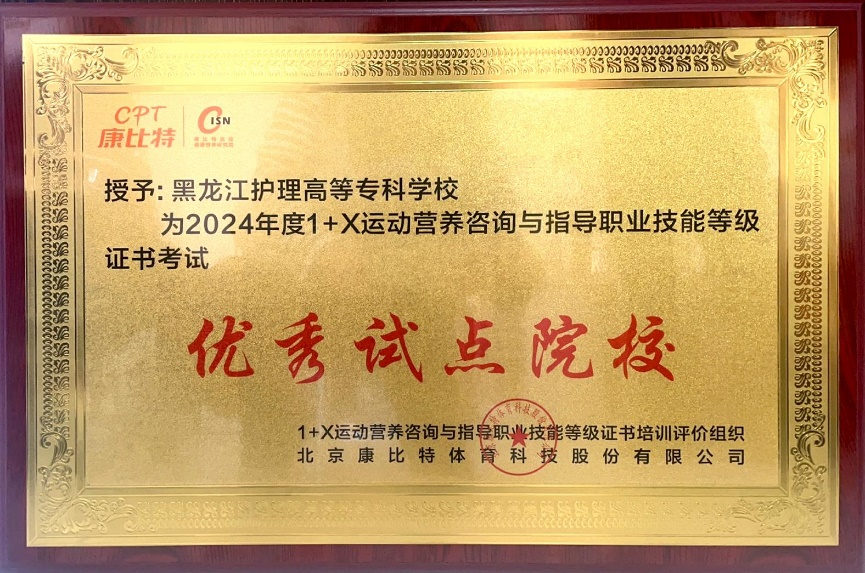 CPT
康比特
ISN
授予: 黑龙江护理高等专科学校
为2024年度1+X运动营养咨询与指导职业技能等级
证书考试
优秀试点院校
1+X运动营养咨询与指导职业技能等级证书培训评价组织
北京康比特体育科技股份有限公司